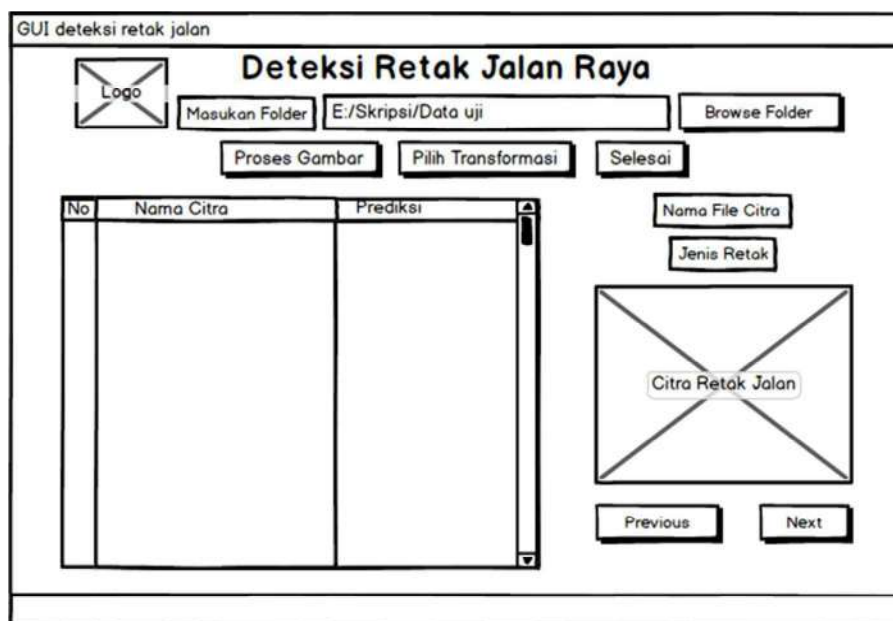 GUI deteksi retak jalan
Deteksi Retak Jalan Raya
Logo
Masukan Folder E:/Skripsi/Data uji Browse Folder
Proses Gambar Pilih Transformasi Selesai
No Nama Citra Prediksi
Nama File Citra
Jenis Retak
Citra Retak Jalan
Previous Next